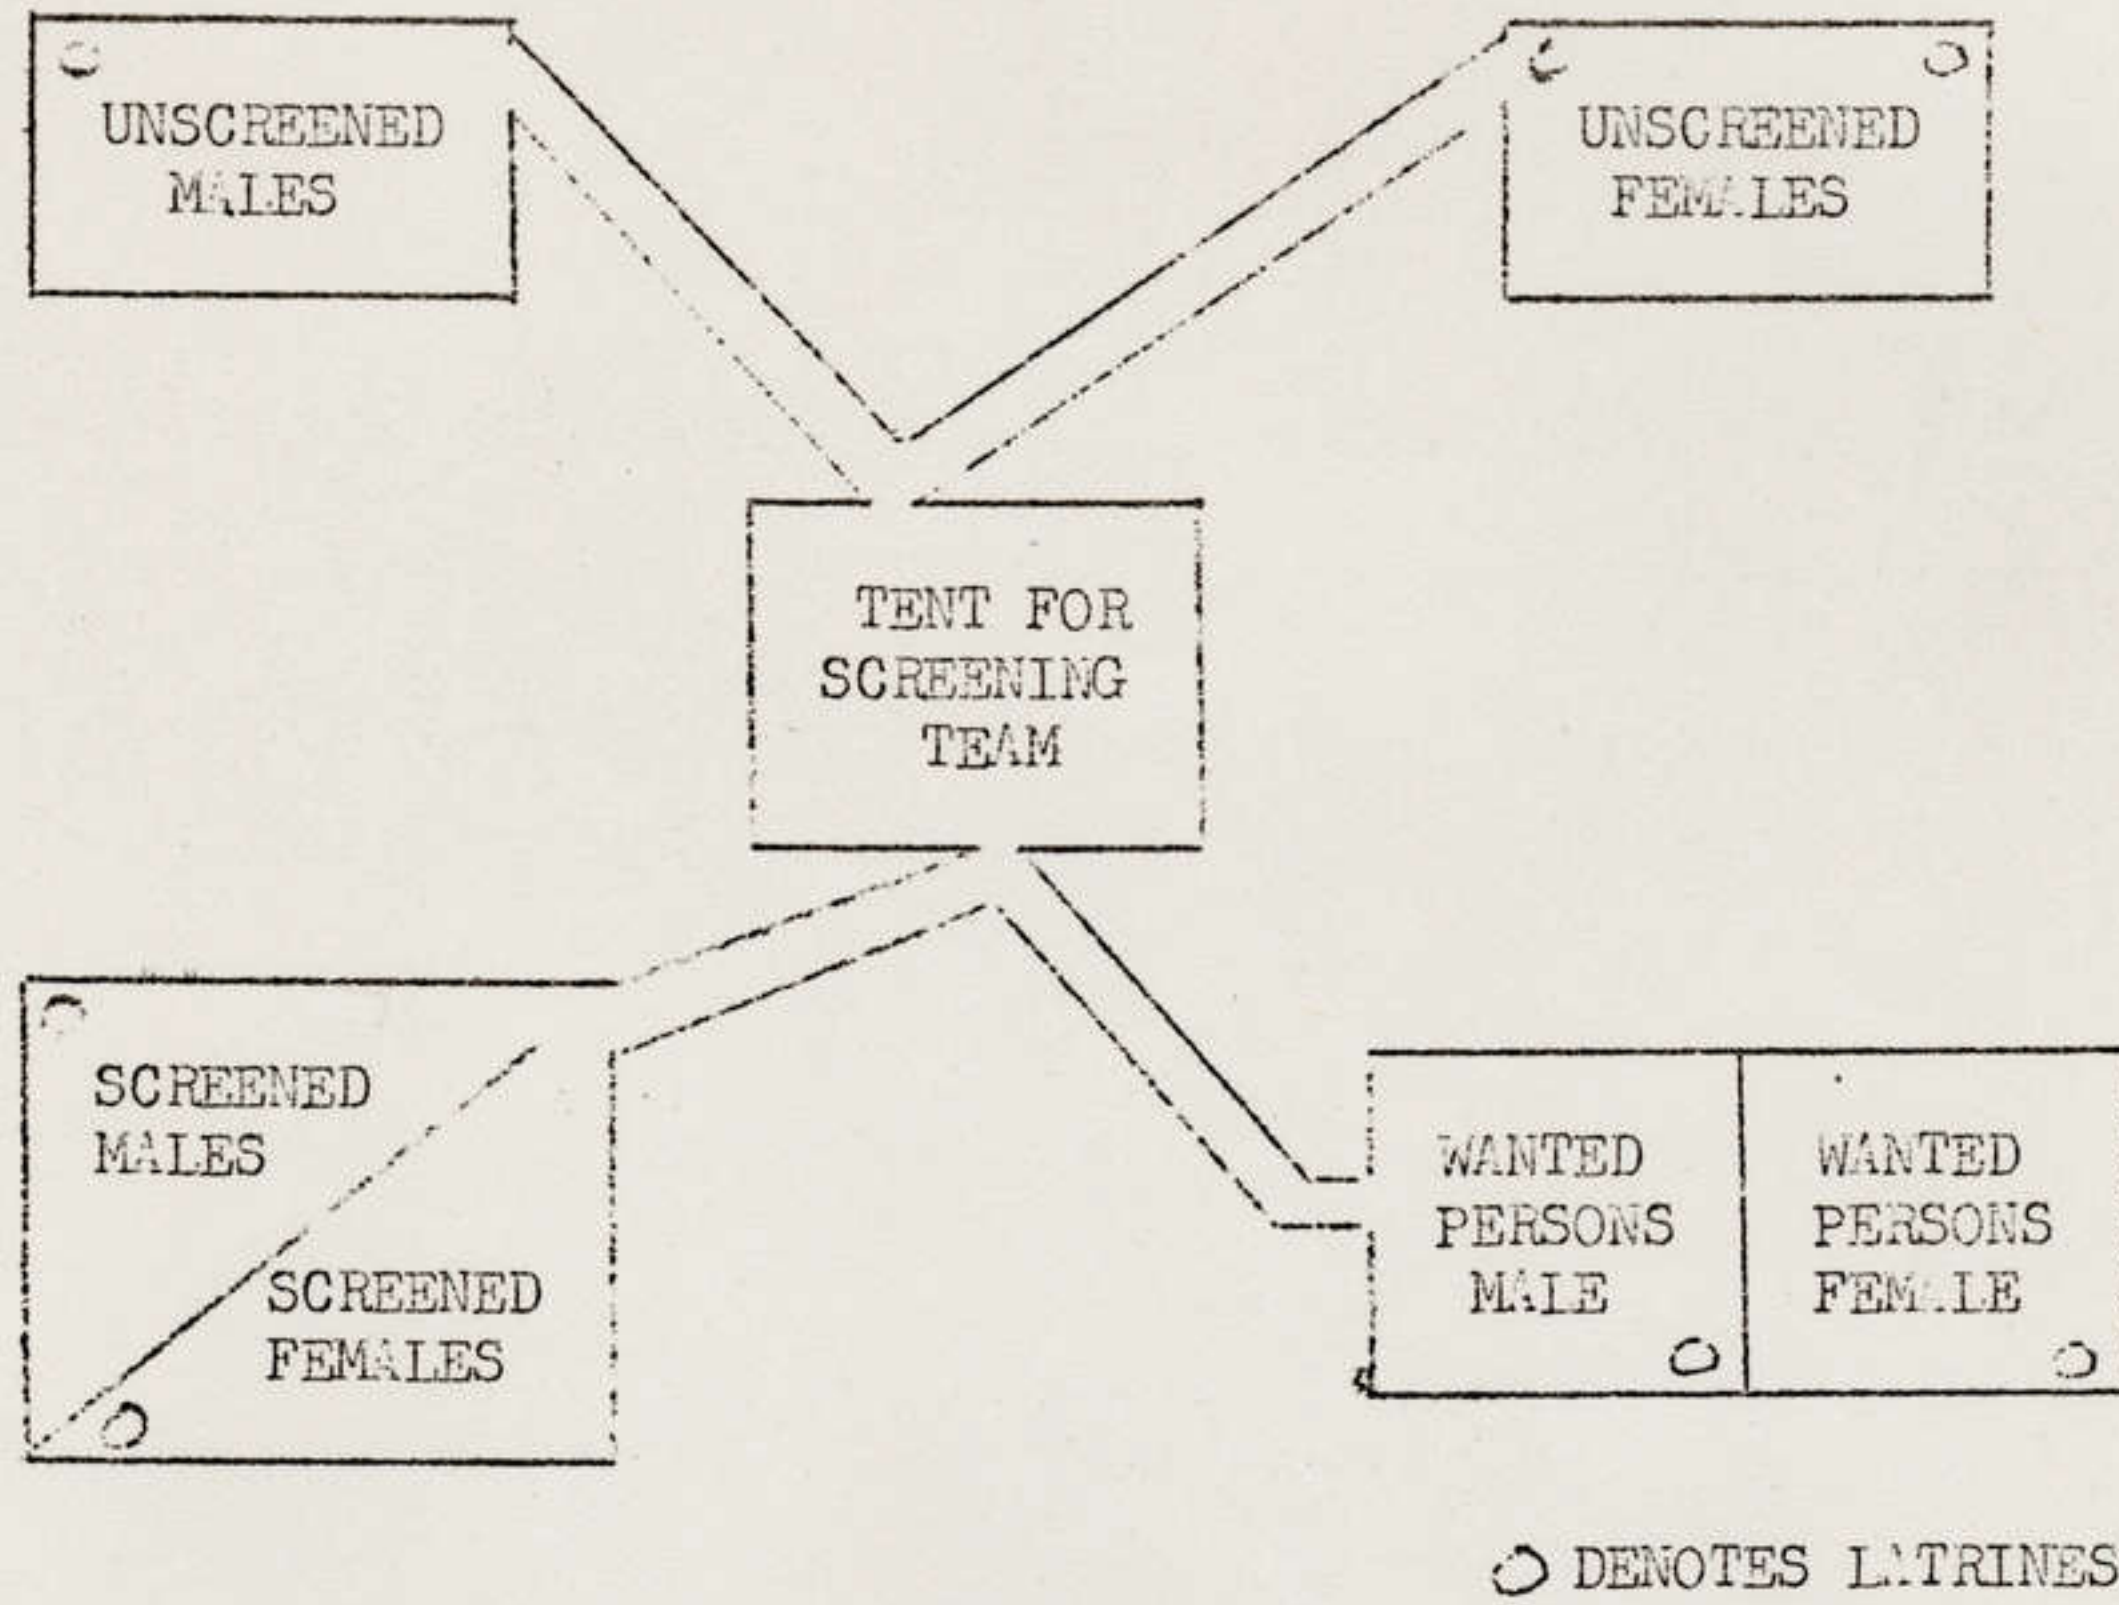 UNSCREENED
MALES
UNSCREENED
FEMALES
TENT FOR
SCREENING
TEAM
SCREENED
MALES
SCREENED
FEMALES
WANTED
PERSONS
MALE
WANTED
PERSONS
FEMALE
DENOTES LATRINES